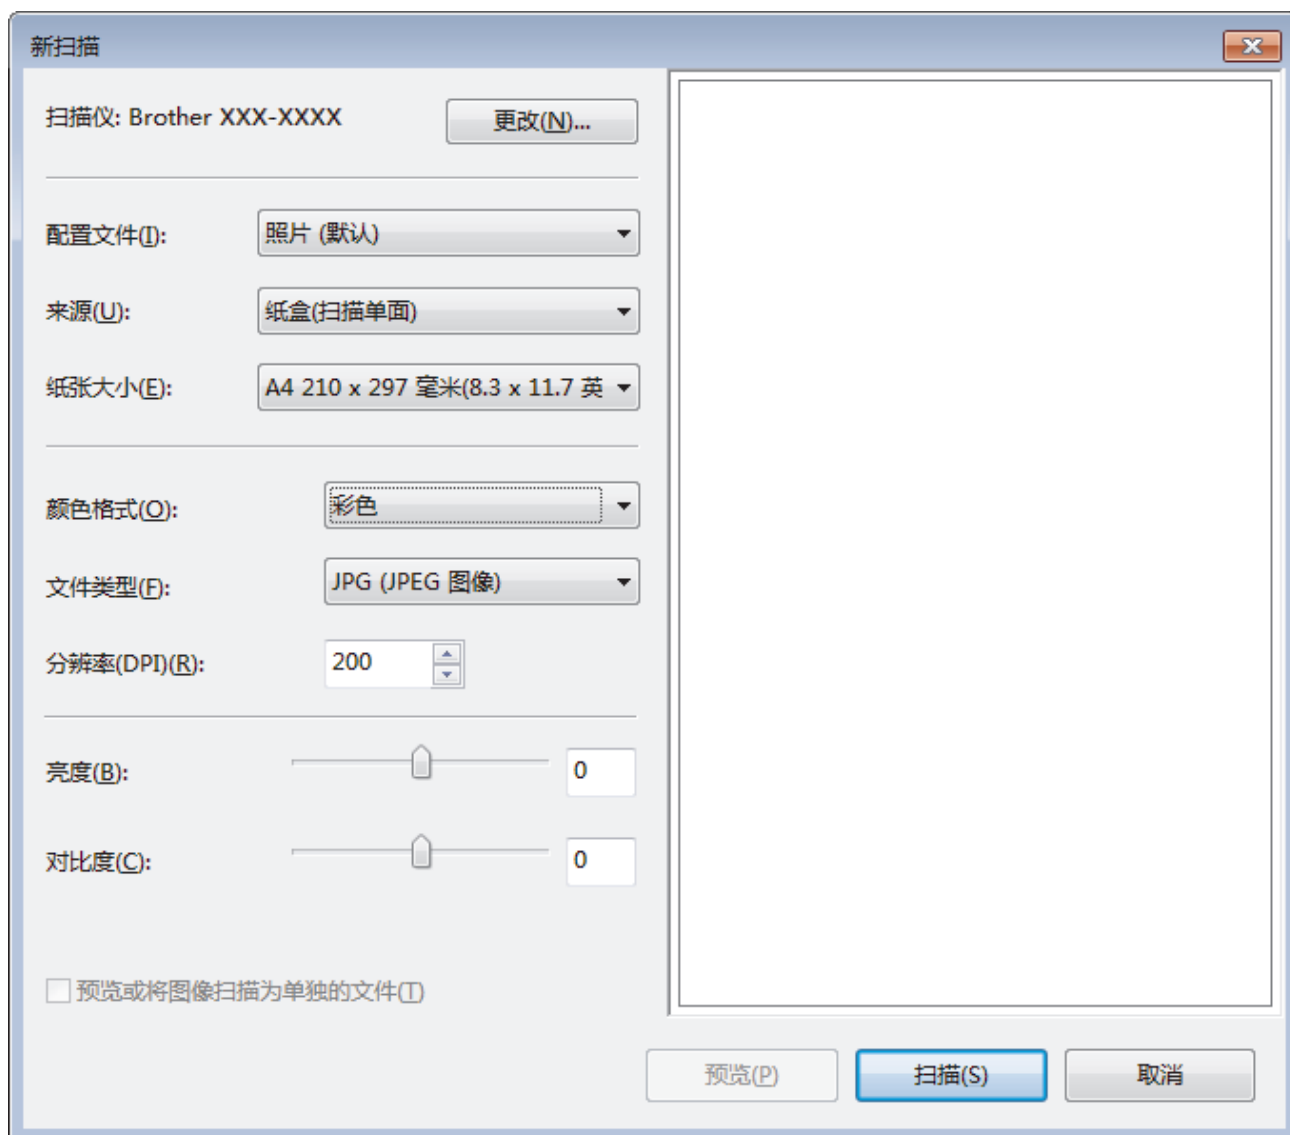 新扫描
扫描仪: Brother XXX-XXXX
更改(N)...
配置文件(I): 照片 (默认)
来源(U): 纸盒(扫描单面)
纸张大小(E): A4 210 x 297 毫米(8.3 x 11.7 英
颜色格式(O): 彩色
文件类型(F): JPG (JPEG 图像)
分辨率(DPI)(R): 200
亮度(B): 0
对比度(C): 0
预览或将图像扫描为单独的文件(T)
预览(P) 扫描(S) 取消